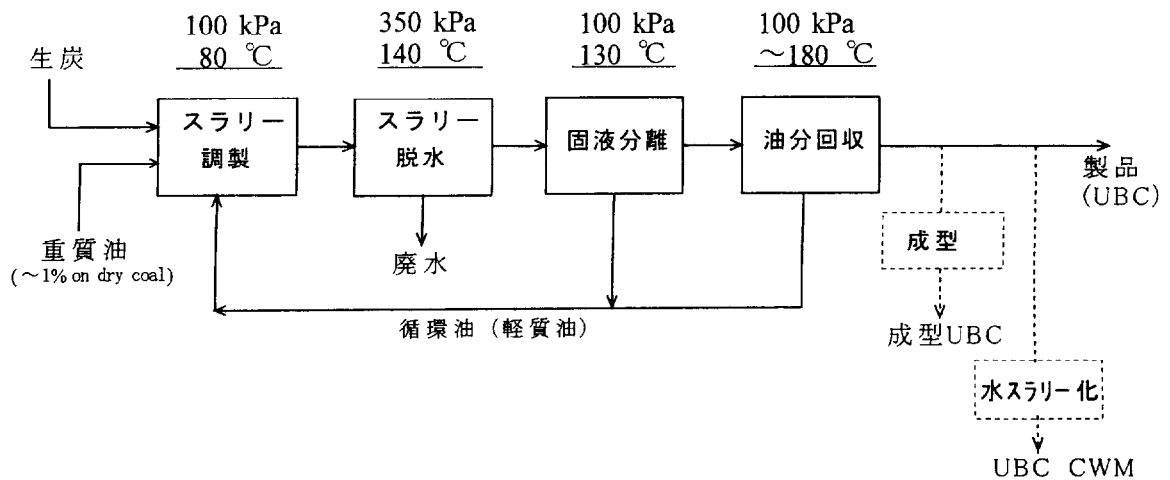 100 kPa
80 ℃
350 kPa
140 ℃
100 kPa
130 ℃
100 kPa
～180 ℃
生炭
スラリー
調製
スラリー
脱水
固液分離
油分回収
製品
(UBC)
重質油
(～1% on dry coal)
廃水
循環油 (軽質油)
成型
成型UBC
水スラリー化
UBC CWM